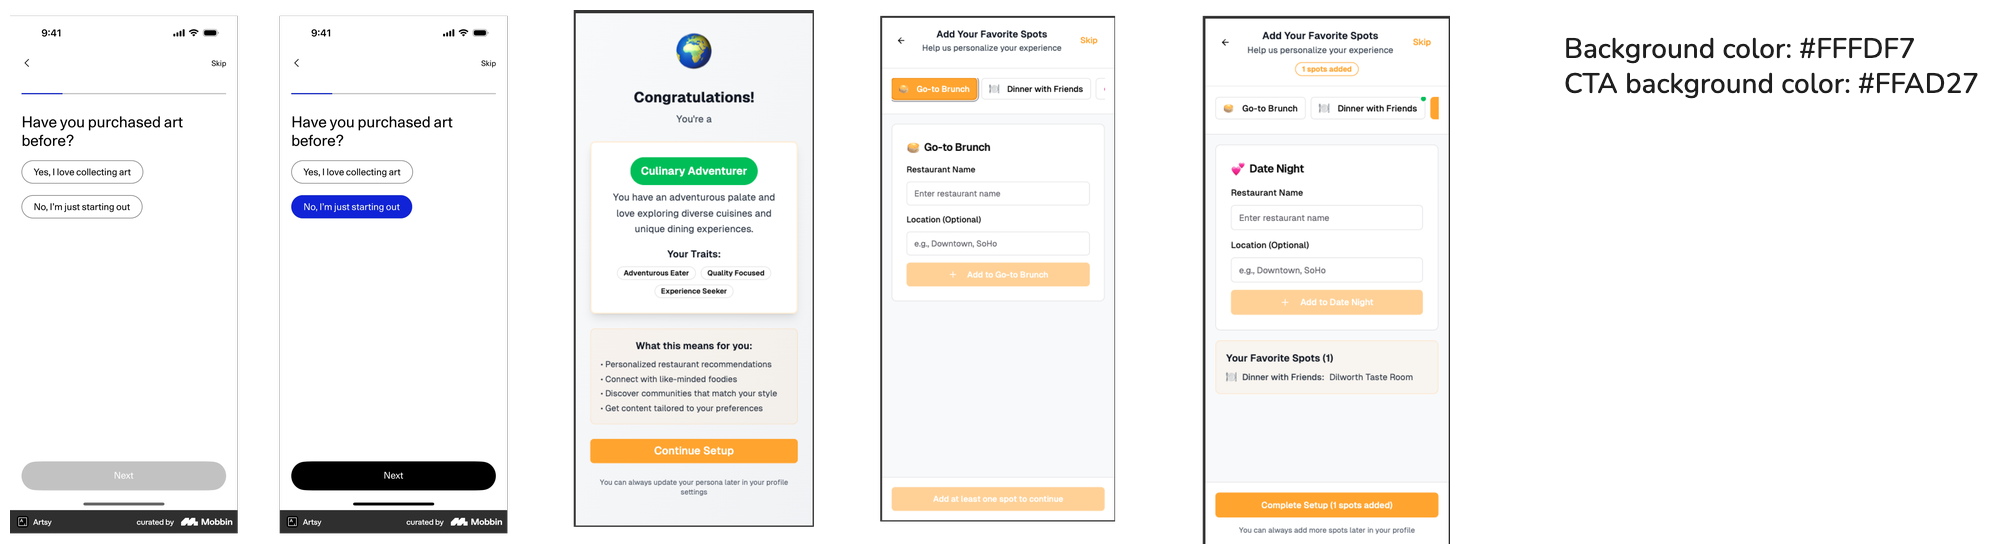 9:41
Skip
Have you purchased art
before?
Yes, I love collecting art
No, I'm just starting out
Next
Artsy
curated by Mobbin
9:41
Skip
Have you purchased art
before?
Yes, I love collecting art
No, I'm just starting out
Next
Artsy
curated by Mobbin
Congratulations!
You're a
Culinary Adventurer
You have an adventurous palate and
love exploring diverse cuisines and
unique dining experiences.
Your Traits:
Adventurous Eater
Quality Focused
Experience Seeker
What this means for you:
• Personalized restaurant recommendations
• Connect with like-minded foodies
• Discover communities that match your style
• Get content tailored to your preferences
Continue Setup
You can always update your persona later in your profile
settings
Add Your Favorite Spots
Help us personalize your experience
Skip
Go-to Brunch
Dinner with Friends
Go-to Brunch
Restaurant Name
Enter restaurant name
Location (Optional)
e.g., Downtown, SoHo
+ Add to Go-to Brunch
Add at least one spot to continue
Add Your Favorite Spots
Help us personalize your experience
Skip
1 spots added
Go-to Brunch
Dinner with Friends
Date Night
Restaurant Name
Enter restaurant name
Location (Optional)
e.g., Downtown, SoHo
+ Add to Date Night
Your Favorite Spots (1)
Dinner with Friends: Dilworth Taste Room
Complete Setup (1 spots added)
You can always add more spots later in your profile
Background color: #FFFDF7
CTA background color: #FFAD27